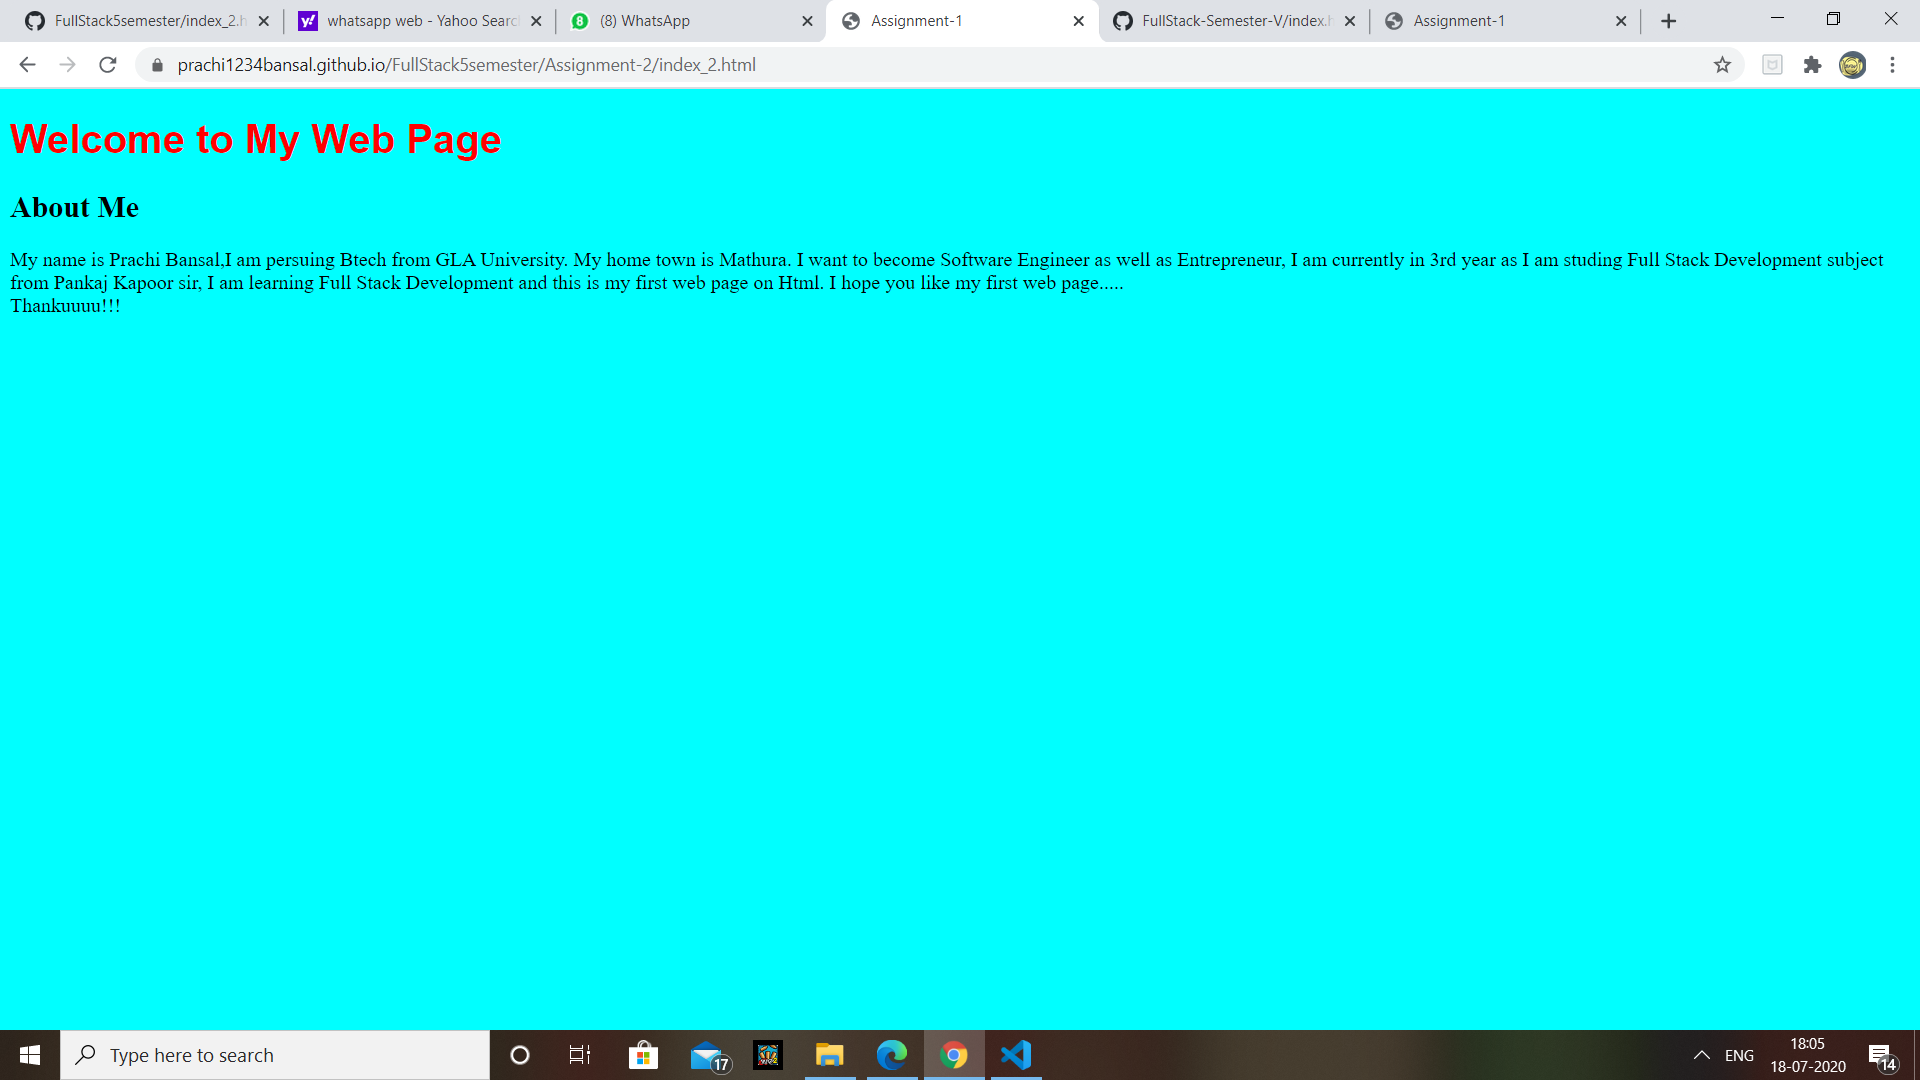 FullStack5semester/index_2.h
whatsapp web - Yahoo Searc
(8) WhatsApp
Assignment-1
FullStack-Semester-V/index.h
Assignment-1
prachi1234bansal.github.io/FullStack5semester/Assignment-2/index_2.html
Welcome to My Web Page
About Me
My name is Prachi Bansal,I am persuing Btech from GLA University. My home town is Mathura. I want to become Software Engineer as well as Entrepreneur, I am currently in 3rd year as I am studing Full Stack Development subject
from Pankaj Kapoor sir, I am learning Full Stack Development and this is my first web page on Html. I hope you like my first web page.....
Thankuuuu!!!
Type here to search
17
ENG
18:05
18-07-2020
14